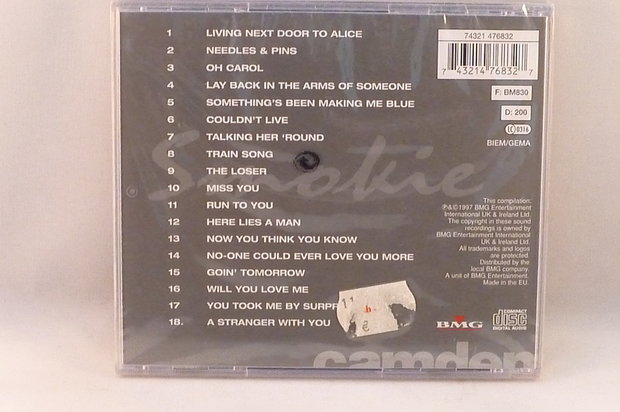 1 LIVING NEXT DOOR TO ALICE
2 NEEDLES & PINS
3 OH CAROL
4 LAY BACK IN THE ARMS OF SOMEONE
5 SOMETHING'S BEEN MAKING ME BLUE
6 COULDN'T LIVE
7 TALKING HER 'ROUND
8 TRAIN SONG
9 THE LOSER
10 MISS YOU
11 RUN TO YOU
12 HERE LIES A MAN
13 NOW YOU THINK YOU KNOW
14 NO-ONE COULD EVER LOVE YOU MORE
15 GOIN' TOMORROW
16 WILL YOU LOVE ME
17 YOU TOOK ME BY SURPR
18. A STRANGER WITH YOU
Smokie
74321 476832
7 43214 76832 7
F: BM830
D: 200
LC 0316
BIEM/GEMA
This compilation:
℗&©1997 BMG Entertainment
International UK & Ireland Ltd.
The copyright in these sound
recordings is owned by
BMG Entertainment International
UK & Ireland Ltd.
All trademarks and logos
are protected.
Distributed by the
local BMG company.
A unit of BMG Entertainment.
Made in the EU.
11
€
BMG
COMPACT
disc
DIGITAL AUDIO
camden